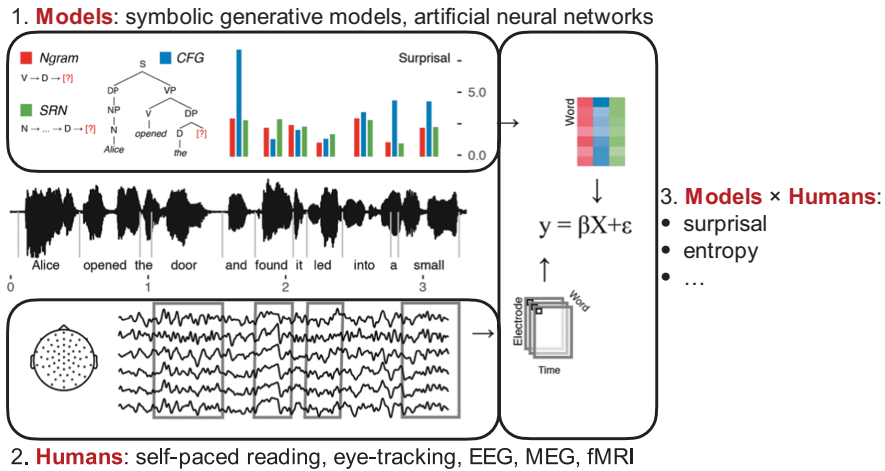 1. Models: symbolic generative models, artificial neural networks
Ngram
V → D → [?]
SRN
N → ... → D → [?]
CFG
S
DP VP
NP V DP
N opened D [?]
Alice the
Surprisal
5.0
0.0
→
Word
↓
y = βX+ε
↑
3. Models × Humans:
• surprisal
• entropy
• ...
Alice opened the door and found it led into a small
0 1 2 3
→
Electrode
Word
Time
2. Humans: self-paced reading, eye-tracking, EEG, MEG, fMRI